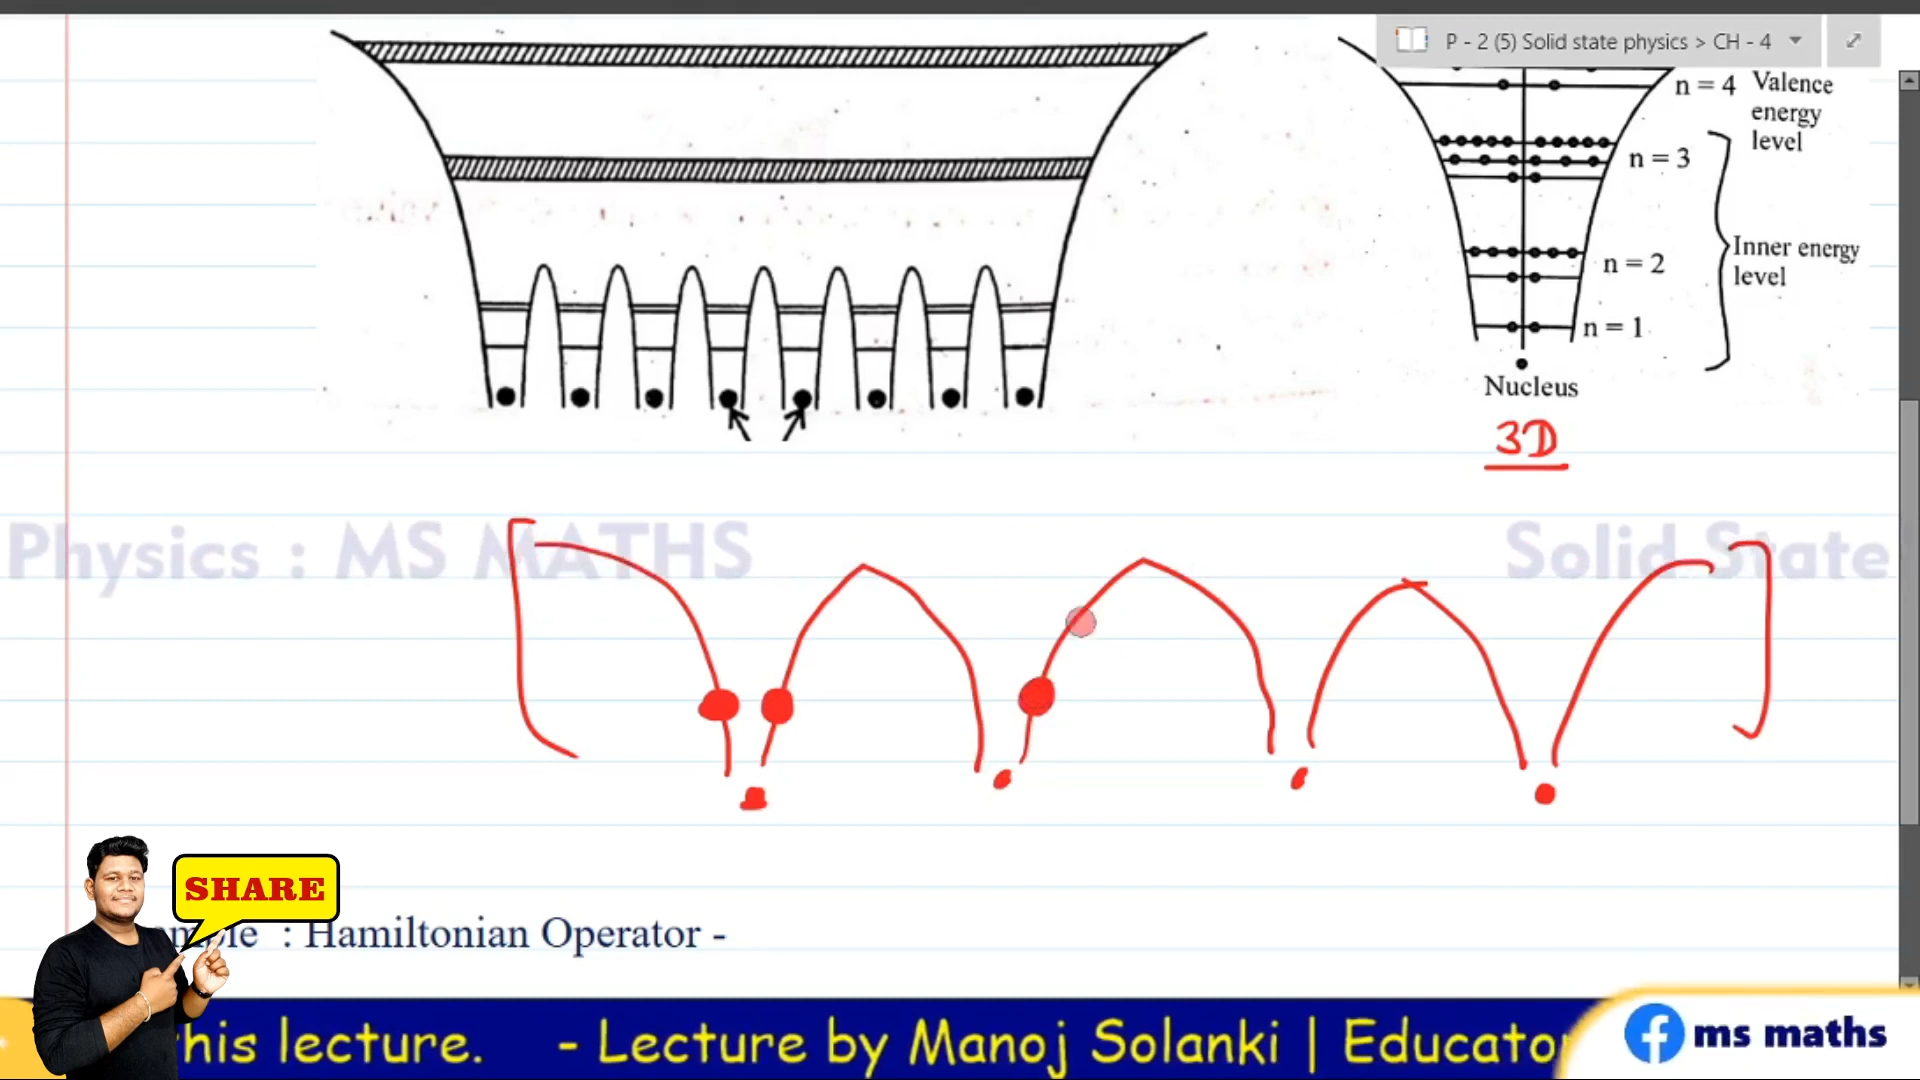 P - 2 (5) Solid state physics > CH - 4
n = 4 Valence
energy
level
n = 3
Inner energy
level
n = 2
n = 1
Nucleus
3D
Physics : MS MATHS
Solid State
SHARE
ample : Hamiltonian Operator -
his lecture. - Lecture by Manoj Solanki | Educato
ms maths